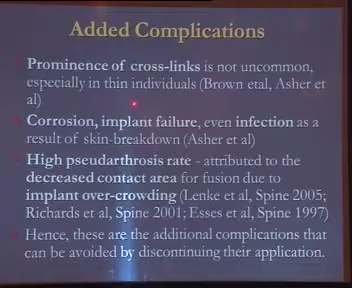 Added Complications
Prominence of cross-links is not uncommon,
especially in thin individuals (Brown etal, Asher et
al)
Corrosion, implant failure, even infection as a
result of skin-breakdown (Asher et al)
High pseudarthrosis rate - attributed to the
decreased contact area for fusion due to
implant over-crowding (Lenke et al, Spine 2005;
Richards et al, Spine 2001; Esses et al, Spine 1997)
Hence, these are the additional complications that
can be avoided by discontinuing their application.